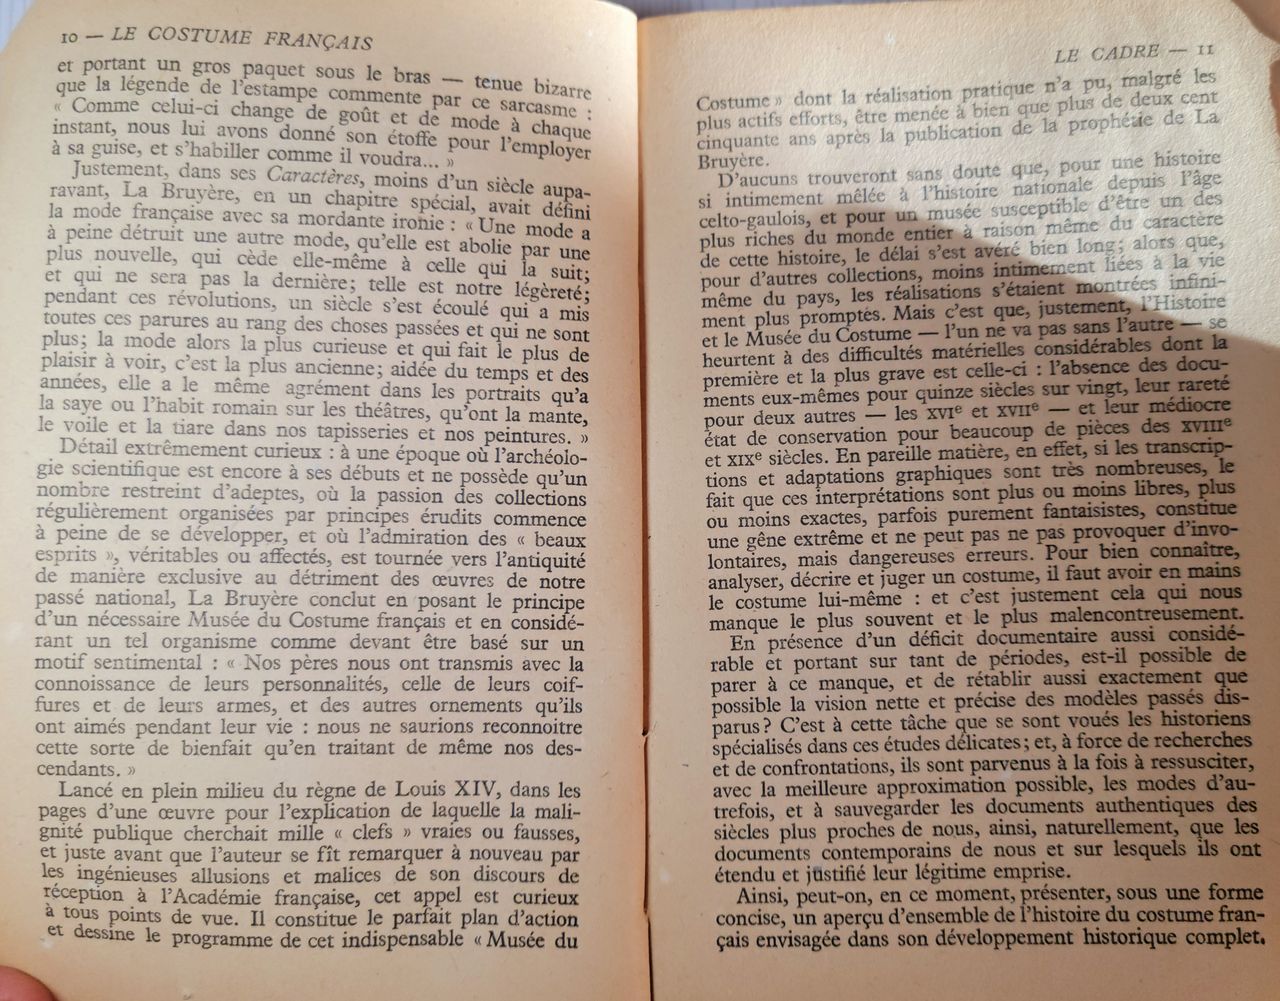 10 — LE COSTUME FRANÇAIS
et portant un gros paquet sous le bras — tenue bizarre
que la légende de l'estampe commente par ce sarcasme :
« Comme celui-ci change de goût et de mode à chaque
instant, nous lui avons donné son étoffe pour l'employer
à sa guise, et s'habiller comme il voudra... »
Justement, dans ses Caractères, moins d'un siècle aupa-
ravant, La Bruyère, en un chapitre spécial, avait défini
la mode française avec sa mordante ironie : « Une mode a
à peine détruit une autre mode, qu'elle est abolie par une
plus nouvelle, qui cède elle-même à celle qui la suit;
et qui ne sera pas la dernière; telle est notre légèreté;
pendant ces révolutions, un siècle s'est écoulé qui a mis
toutes ces parures au rang des choses passées et qui ne sont
plus; la mode alors la plus curieuse et qui fait le plus de
plaisir à voir, c'est la plus ancienne; aidée du temps et des
années, elle a le même agrément dans les portraits qu'a
la saye ou l'habit romain sur les théâtres, qu'ont la mante,
le voile et la tiare dans nos tapisseries et nos peintures. »
Détail extrêmement curieux : à une époque où l'archéolo-
gie scientifique est encore à ses débuts et ne possède qu'un
nombre restreint d'adeptes, où la passion des collections
régulièrement organisées par principes érudits commence
à peine de se développer, et où l'admiration des « beaux
esprits », véritables ou affectés, est tournée vers l'antiquité
de manière exclusive au détriment des œuvres de notre
passé national, La Bruyère conclut en posant le principe
d'un nécessaire Musée du Costume français et en considé-
rant un tel organisme comme devant être basé sur un
motif sentimental : « Nos pères nous ont transmis avec la
connoissance de leurs personnalités, celle de leurs coif-
fures et de leurs armes, et des autres ornements qu'ils
ont aimés pendant leur vie : nous ne saurions reconnoitre
cette sorte de bienfait qu'en traitant de même nos des-
cendants. »
Lancé en plein milieu du règne de Louis XIV, dans les
pages d'une œuvre pour l'explication de laquelle la mali-
gnité publique cherchait mille « clefs » vraies ou fausses,
et juste avant que l'auteur se fît remarquer à nouveau par
les ingénieuses allusions et malices de son discours de
réception à l'Académie française, cet appel est curieux
à tous points de vue. Il constitue le parfait plan d'action
et dessine le programme de cet indispensable « Musée du
LE CADRE — 11
Costume » dont la réalisation pratique n'a pu, malgré les
plus actifs efforts, être menée à bien que plus de deux cent
cinquante ans après la publication de la prophétie de La
Bruyère.
D'aucuns trouveront sans doute que, pour une histoire
si intimement mêlée à l'histoire nationale depuis l'âge
celto-gaulois, et pour un musée susceptible d'être un des
plus riches du monde entier à raison même du caractère
de cette histoire, le délai s'est avéré bien long; alors que,
pour d'autres collections, moins intimement liées à la vie
même du pays, les réalisations s'étaient montrées infini-
ment plus promptes. Mais c'est que, justement, l'Histoire
et le Musée du Costume — l'un ne va pas sans l'autre — se
heurtent à des difficultés matérielles considérables dont la
première et la plus grave est celle-ci : l'absence des docu-
ments eux-mêmes pour quinze siècles sur vingt, leur rareté
pour deux autres — les XVIe et XVIIe — et leur médiocre
état de conservation pour beaucoup de pièces des XVIIIe
et XIXe siècles. En pareille matière, en effet, si les transcrip-
tions et adaptations graphiques sont très nombreuses, le
fait que ces interprétations sont plus ou moins libres, plus
ou moins exactes, parfois purement fantaisistes, constitue
une gêne extrême et ne peut pas ne pas provoquer d'invo-
lontaires, mais dangereuses erreurs. Pour bien connaître,
analyser, décrire et juger un costume, il faut avoir en mains
le costume lui-même : et c'est justement cela qui nous
manque le plus souvent et le plus malencontreusement.
En présence d'un déficit documentaire aussi considé-
rable et portant sur tant de périodes, est-il possible de
parer à ce manque, et de rétablir aussi exactement que
possible la vision nette et précise des modèles passés dis-
parus? C'est à cette tâche que se sont voués les historiens
spécialisés dans ces études délicates; et, à force de recherches
et de confrontations, ils sont parvenus à la fois à ressusciter,
avec la meilleure approximation possible, les modes d'au-
trefois, et à sauvegarder les documents authentiques des
siècles plus proches de nous, ainsi, naturellement, que les
documents contemporains de nous et sur lesquels ils ont
étendu et justifié leur légitime emprise.
Ainsi, peut-on, en ce moment, présenter, sous une forme
concise, un aperçu d'ensemble de l'histoire du costume fran-
çais envisagée dans son développement historique complet.